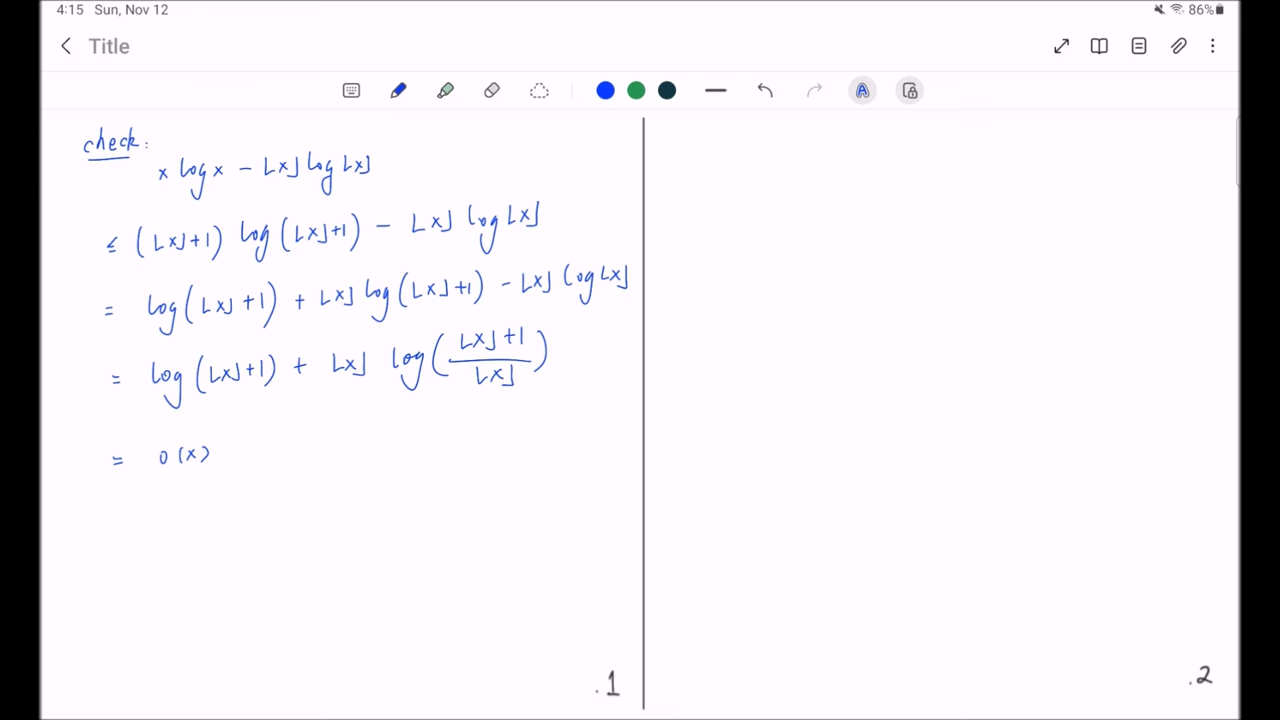 4:15 Sun, Nov 12 86%
Title
A
check:
x log x − ⌊x⌋ log ⌊x⌋
≤ (⌊x⌋+1) log (⌊x⌋+1) − ⌊x⌋ log ⌊x⌋
= log (⌊x⌋+1) + ⌊x⌋ log (⌊x⌋+1) − ⌊x⌋ log ⌊x⌋
= log (⌊x⌋+1) + ⌊x⌋ log ( (⌊x⌋+1) / ⌊x⌋ )
= o(x)
.1
.2